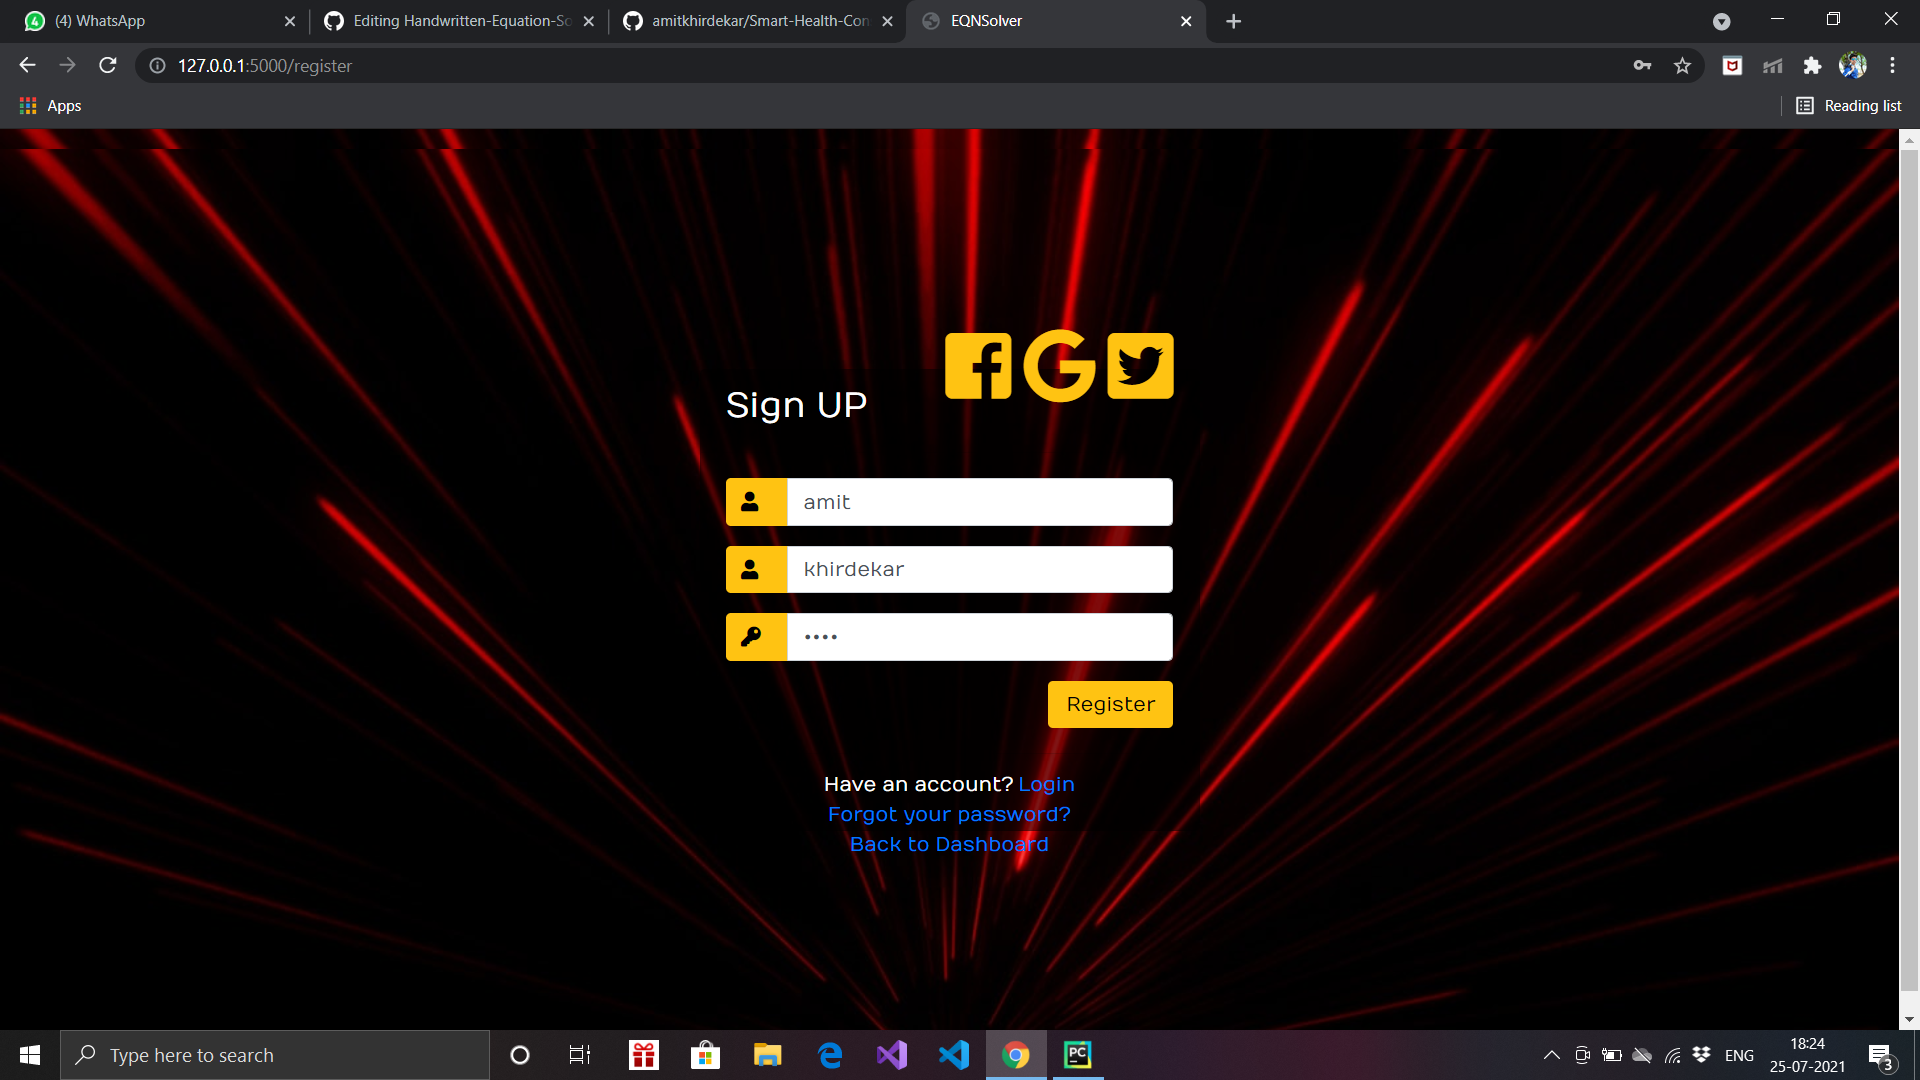 (4) WhatsApp
Editing Handwritten-Equation-So
amitkhirdekar/Smart-Health-Con
EQNSolver
127.0.0.1:5000/register
Apps
Reading list
Sign UP
amit
khirdekar
••••
Register
Have an account? Login
Forgot your password?
Back to Dashboard
Type here to search
PC
ENG
18:24
25-07-2021
3